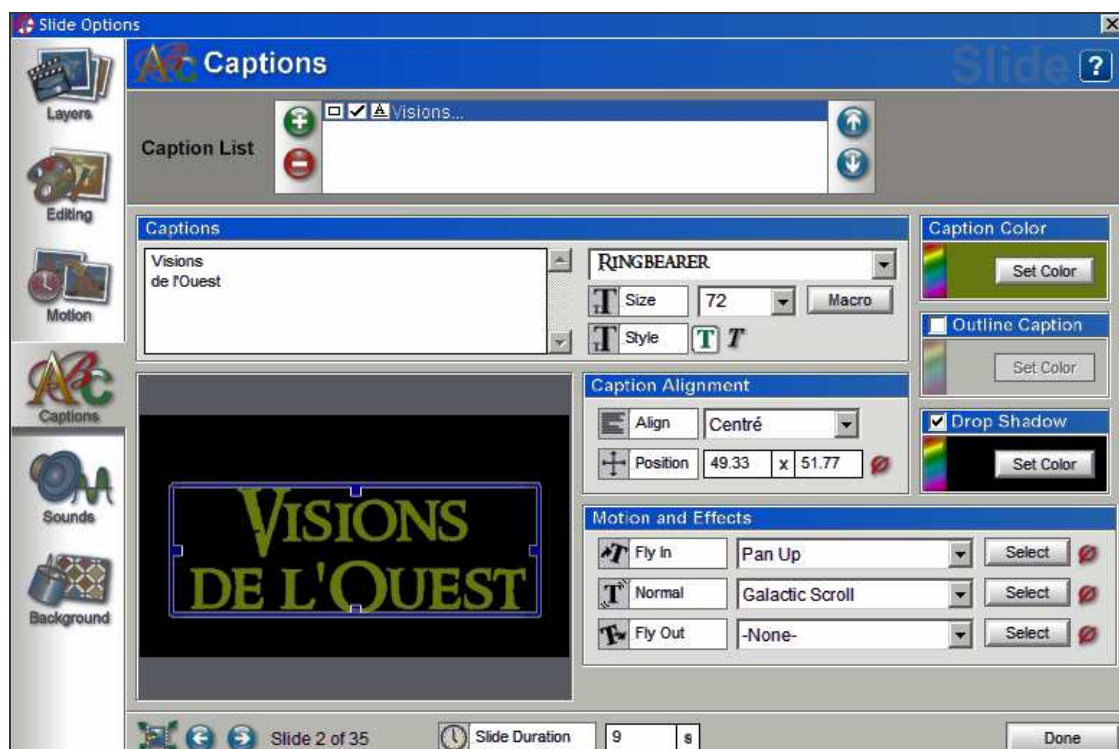 Slide Options
Layers
Editing
Motion
Captions
Sounds
Background
ABC Captions
Slide
?
Caption List
A Visions...
Captions
Visions
de l'Ouest
RINGBEARER
Size 72 Macro
Style T T
Caption Color
Set Color
Outline Caption
Set Color
Drop Shadow
Set Color
VISIONS
DE L'OUEST
Caption Alignment
Align Centré
Position 49.33 x 51.77
Motion and Effects
Fly In Pan Up Select
Normal Galactic Scroll Select
Fly Out -None- Select
Slide 2 of 35
Slide Duration 9 s
Done